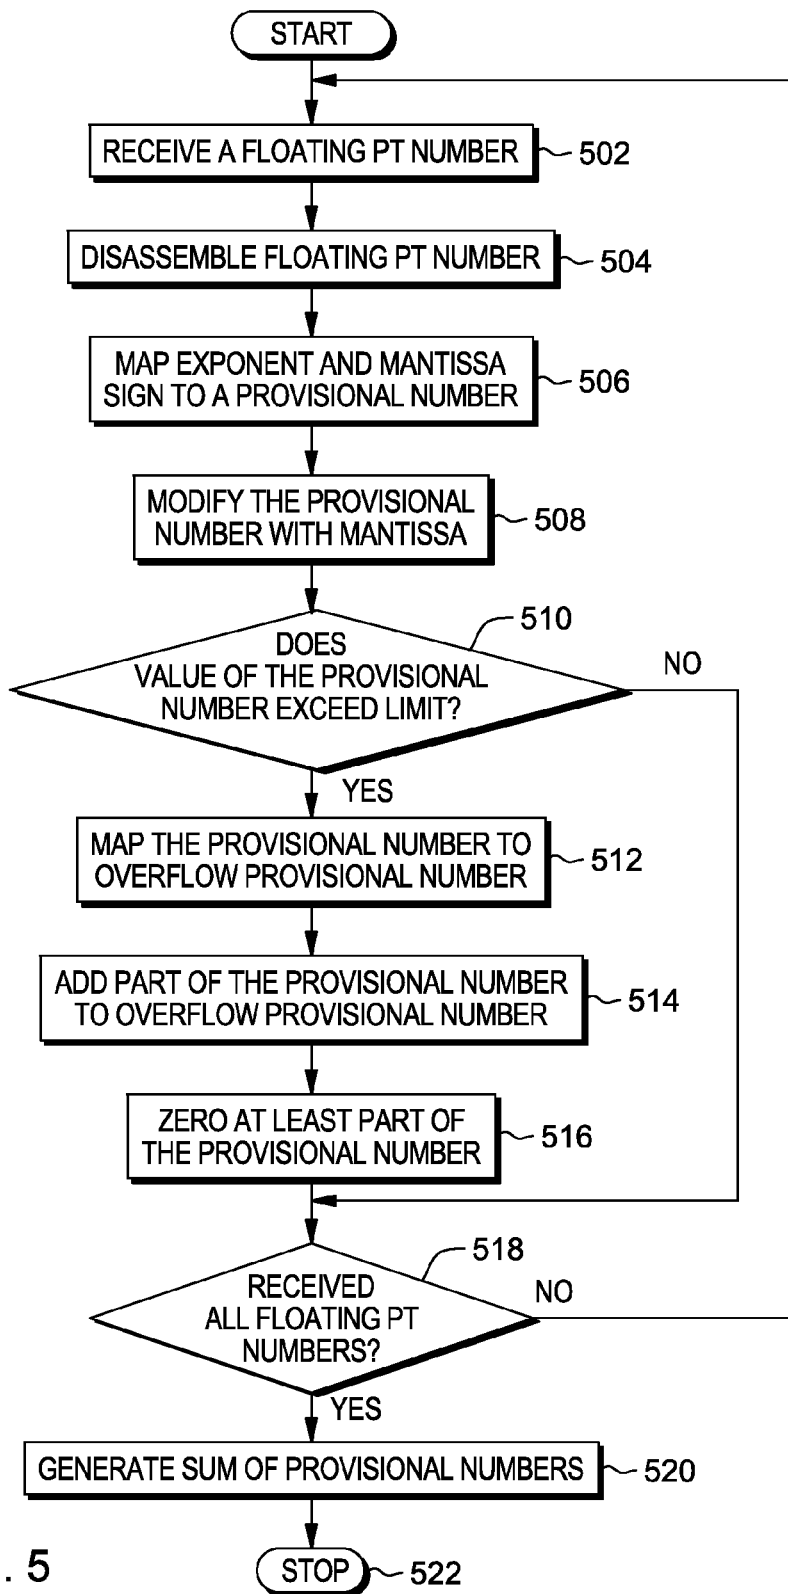 START
RECEIVE A FLOATING PT NUMBER
502
DISASSEMBLE FLOATING PT NUMBER
504
MAP EXPONENT AND MANTISSA
SIGN TO A PROVISIONAL NUMBER
506
MODIFY THE PROVISIONAL
NUMBER WITH MANTISSA
508
510
DOES
VALUE OF THE PROVISIONAL
NUMBER EXCEED LIMIT?
NO
YES
MAP THE PROVISIONAL NUMBER TO
OVERFLOW PROVISIONAL NUMBER
512
ADD PART OF THE PROVISIONAL NUMBER
TO OVERFLOW PROVISIONAL NUMBER
514
ZERO AT LEAST PART OF
THE PROVISIONAL NUMBER
516
518
RECEIVED
ALL FLOATING PT
NUMBERS?
NO
YES
GENERATE SUM OF PROVISIONAL NUMBERS
520
. 5
STOP
522